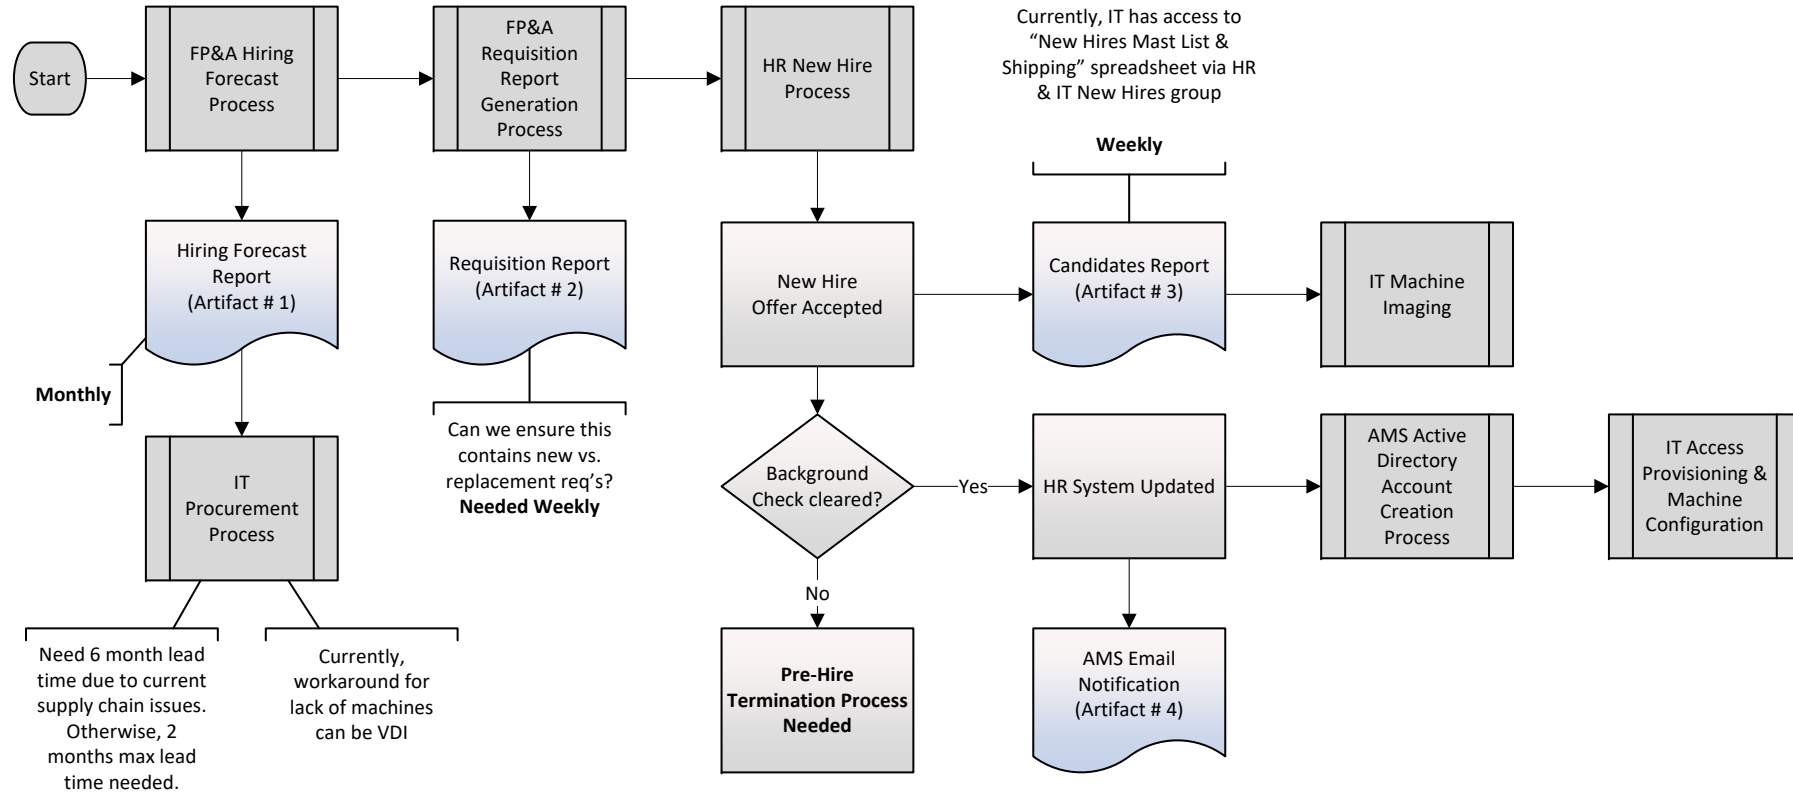 Start
FP&A Hiring
Forecast
Process
FP&A
Requisition
Report
Generation
Process
HR New Hire
Process
Currently, IT has access to
“New Hires Mast List &
Shipping” spreadsheet via HR
& IT New Hires group
Weekly
Hiring Forecast
Report
(Artifact # 1)
Requisition Report
(Artifact # 2)
New Hire
Offer Accepted
Candidates Report
(Artifact # 3)
IT Machine
Imaging
Monthly
Can we ensure this
contains new vs.
replacement req’s?
Needed Weekly
IT
Procurement
Process
Background
Check cleared?
Yes
HR System Updated
AMS Active
Directory
Account
Creation
Process
IT Access
Provisioning &
Machine
Configuration
No
Need 6 month lead
time due to current
supply chain issues.
Otherwise, 2
months max lead
time needed.
Currently,
workaround for
lack of machines
can be VDI
Pre-Hire
Termination Process
Needed
AMS Email
Notification
(Artifact # 4)